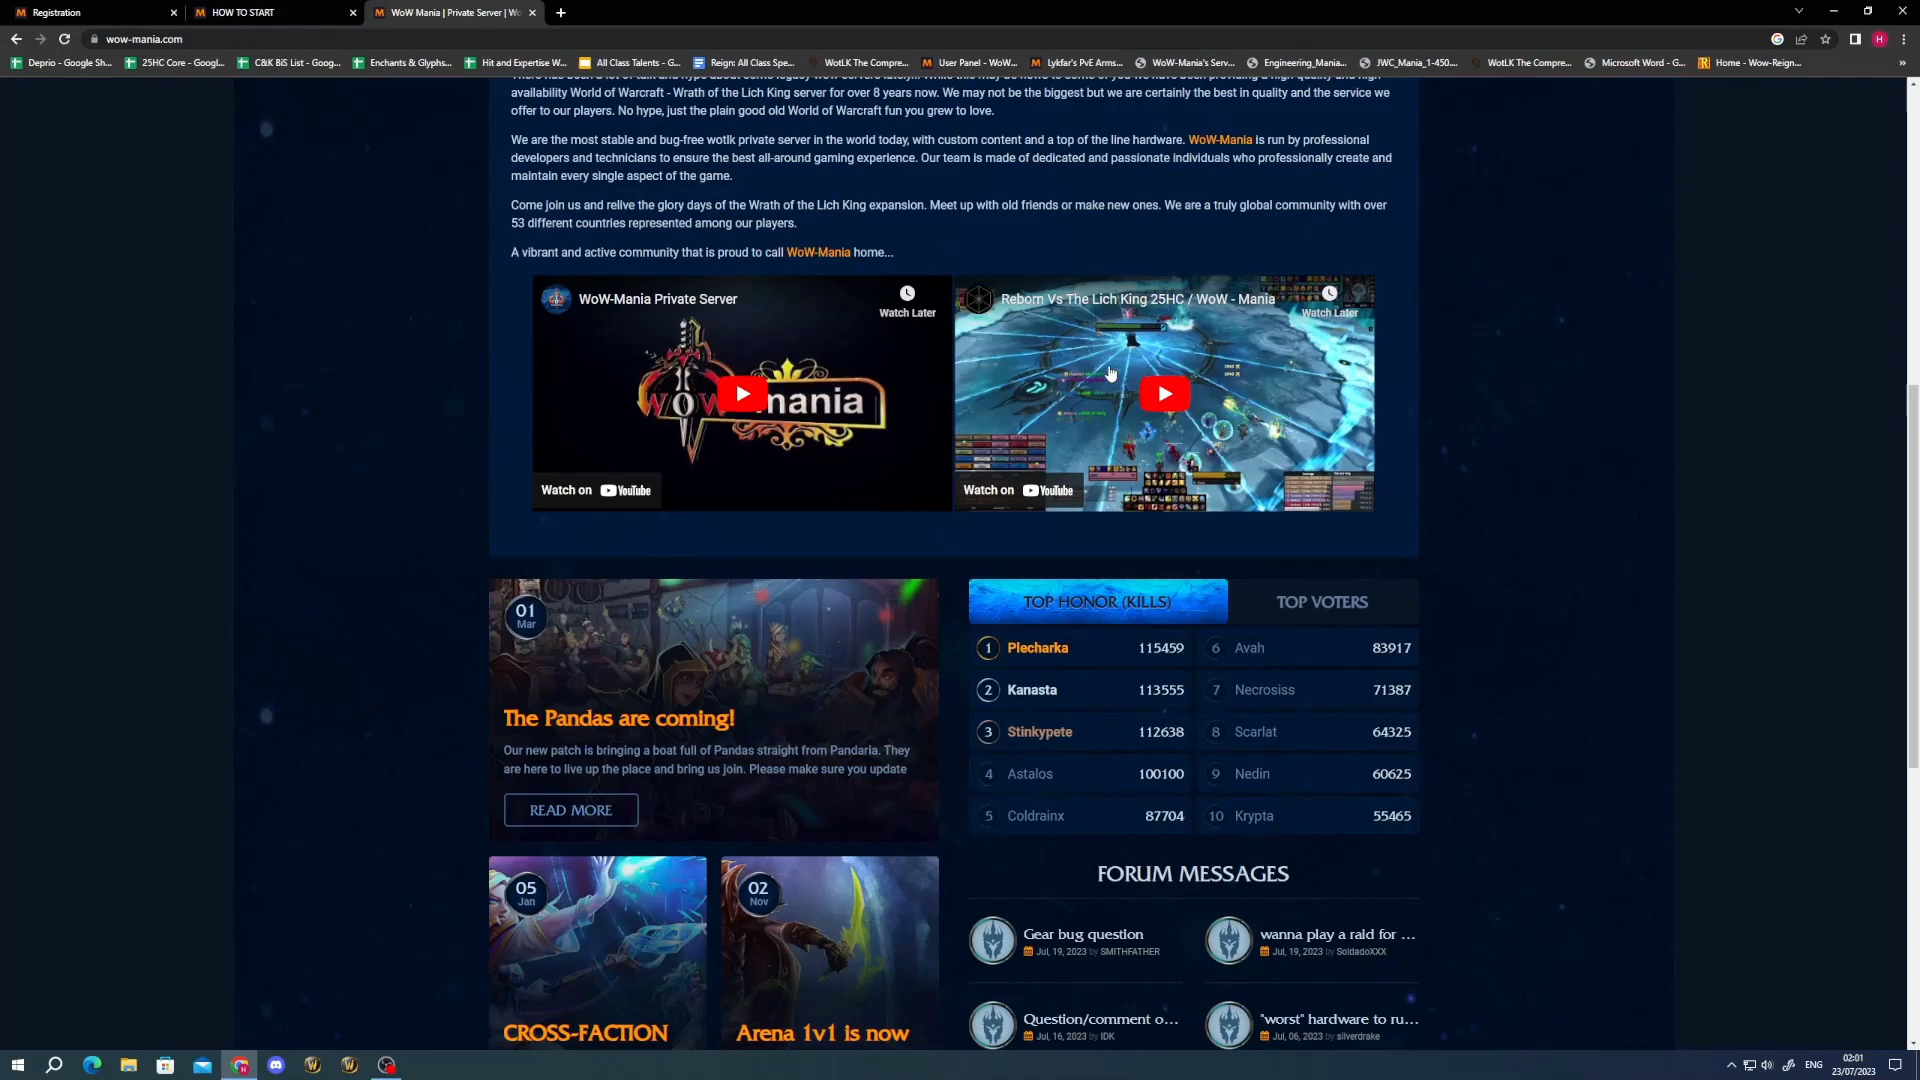 Registration
HOW TO START
WoW Mania | Private Server | Wo
wow-mania.com
Deprio - Google Sh...
25HC Core - Googl...
C&K BiS List - Goog...
Enchants & Glyphs...
Hit and Expertise W...
All Class Talents - G...
Reign: All Class Spe...
WotLK The Compre...
User Panel - WoW...
Lykfar's PvE Arms...
WoW-Mania's Serv...
Engineering_Mania...
JWC_Mania_1-450...
WotLK The Compre...
Microsoft Word - G...
Home - Wow-Reign...
availability World of Warcraft - Wrath of the Lich King server for over 8 years now. We may not be the biggest but we are certainly the best in quality and the service we
offer to our players. No hype, just the plain good old World of Warcraft fun you grew to love.
We are the most stable and bug-free wotlk private server in the world today, with custom content and a top of the line hardware. WoW-Mania is run by professional
developers and technicians to ensure the best all-around gaming experience. Our team is made of dedicated and passionate individuals who professionally create and
maintain every single aspect of the game.
Come join us and relive the glory days of the Wrath of the Lich King expansion. Meet up with old friends or make new ones. We are a truly global community with over
53 different countries represented among our players.
A vibrant and active community that is proud to call WoW-Mania home...
WoW-Mania Private Server
Watch Later
WOW mania
Watch on YouTube
Reborn Vs The Lich King 25HC / WoW - Mania
Watch Later
Watch on YouTube
01
Mar
The Pandas are coming!
Our new patch is bringing a boat full of Pandas straight from Pandaria. They
are here to live up the place and bring us join. Please make sure you update
READ MORE
TOP HONOR (KILLS)
TOP VOTERS
1 Plecharka 115459
6 Avah 83917
2 Kanasta 113555
7 Necrosiss 71387
3 Stinkypete 112638
8 Scarlat 64325
4 Astalos 100100
9 Nedin 60625
5 Coldrainx 87704
10 Krypta 55465
05
Jan
CROSS-FACTION
02
Nov
Arena 1v1 is now
FORUM MESSAGES
Gear bug question
Jul, 19, 2023 by SMITHFATHER
wanna play a raid for ...
Jul, 19, 2023 by SoldadoXXX
Question/comment o...
Jul, 16, 2023 by IDK
"worst" hardware to ru...
Jul, 06, 2023 by silverdrake
ENG
02:01
23/07/2023